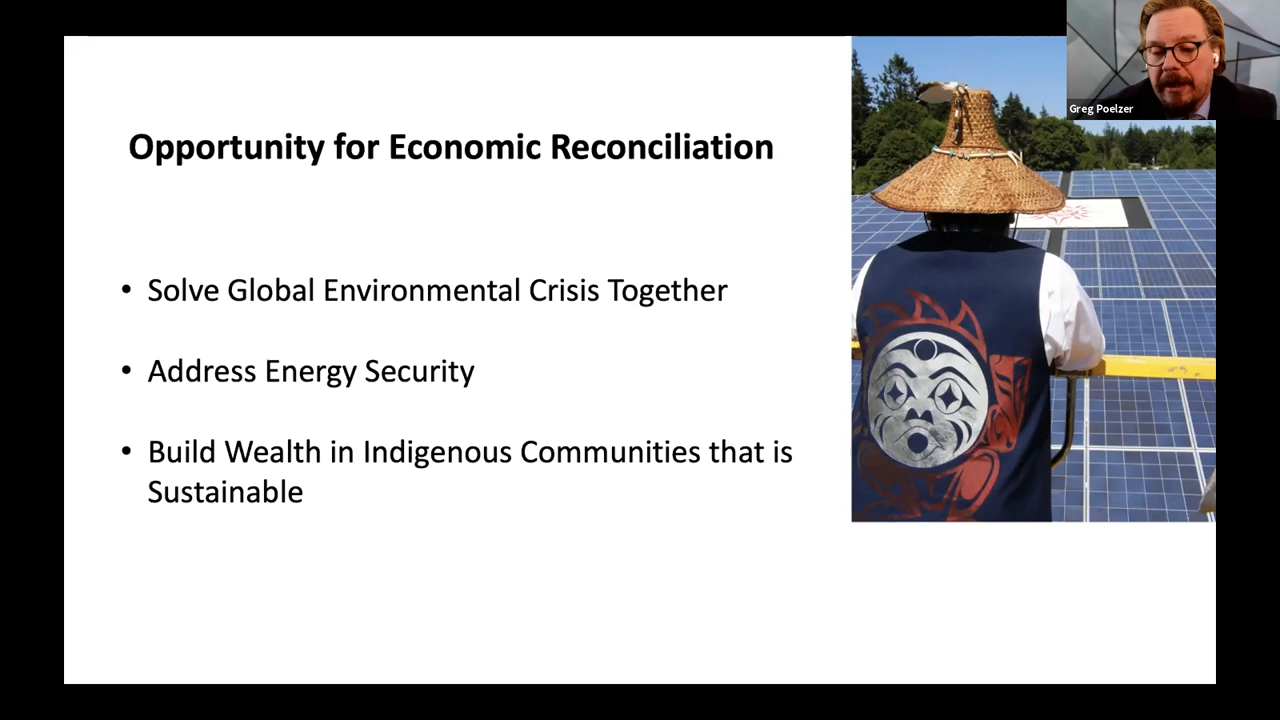 Greg Poelzer
Opportunity for Economic Reconciliation
• Solve Global Environmental Crisis Together
• Address Energy Security
• Build Wealth in Indigenous Communities that is
Sustainable